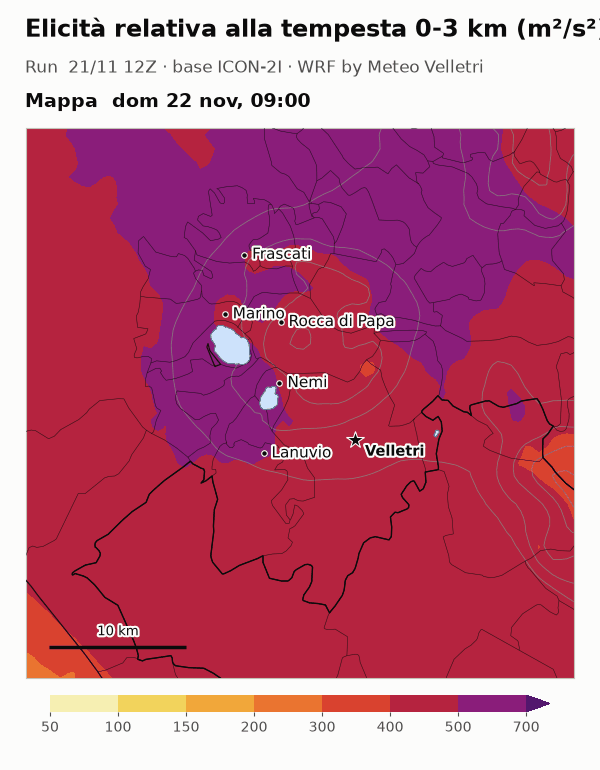 Elicità relativa alla tempesta 0-3 km (m²/s²)
Run 21/11 12Z · base ICON-2I · WRF by Meteo Velletri
Mappa dom 22 nov, 09:00
Frascati
Marino
Rocca di Papa
Nemi
Velletri
Lanuvio
10 km
50 100 150 200 300 400 500 700